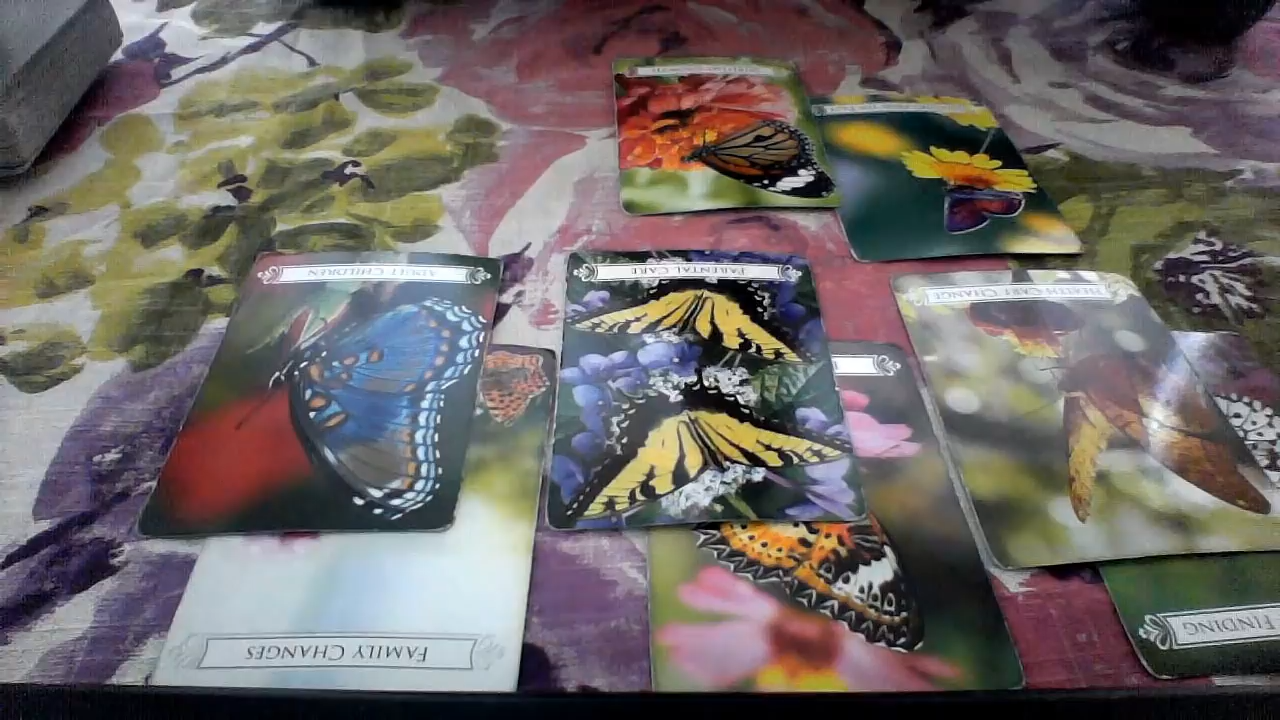 ADULT CHILDREN
PARENTAL CARE
HEALTH CARE CHANGE
FINDING
FAMILY CHANGES